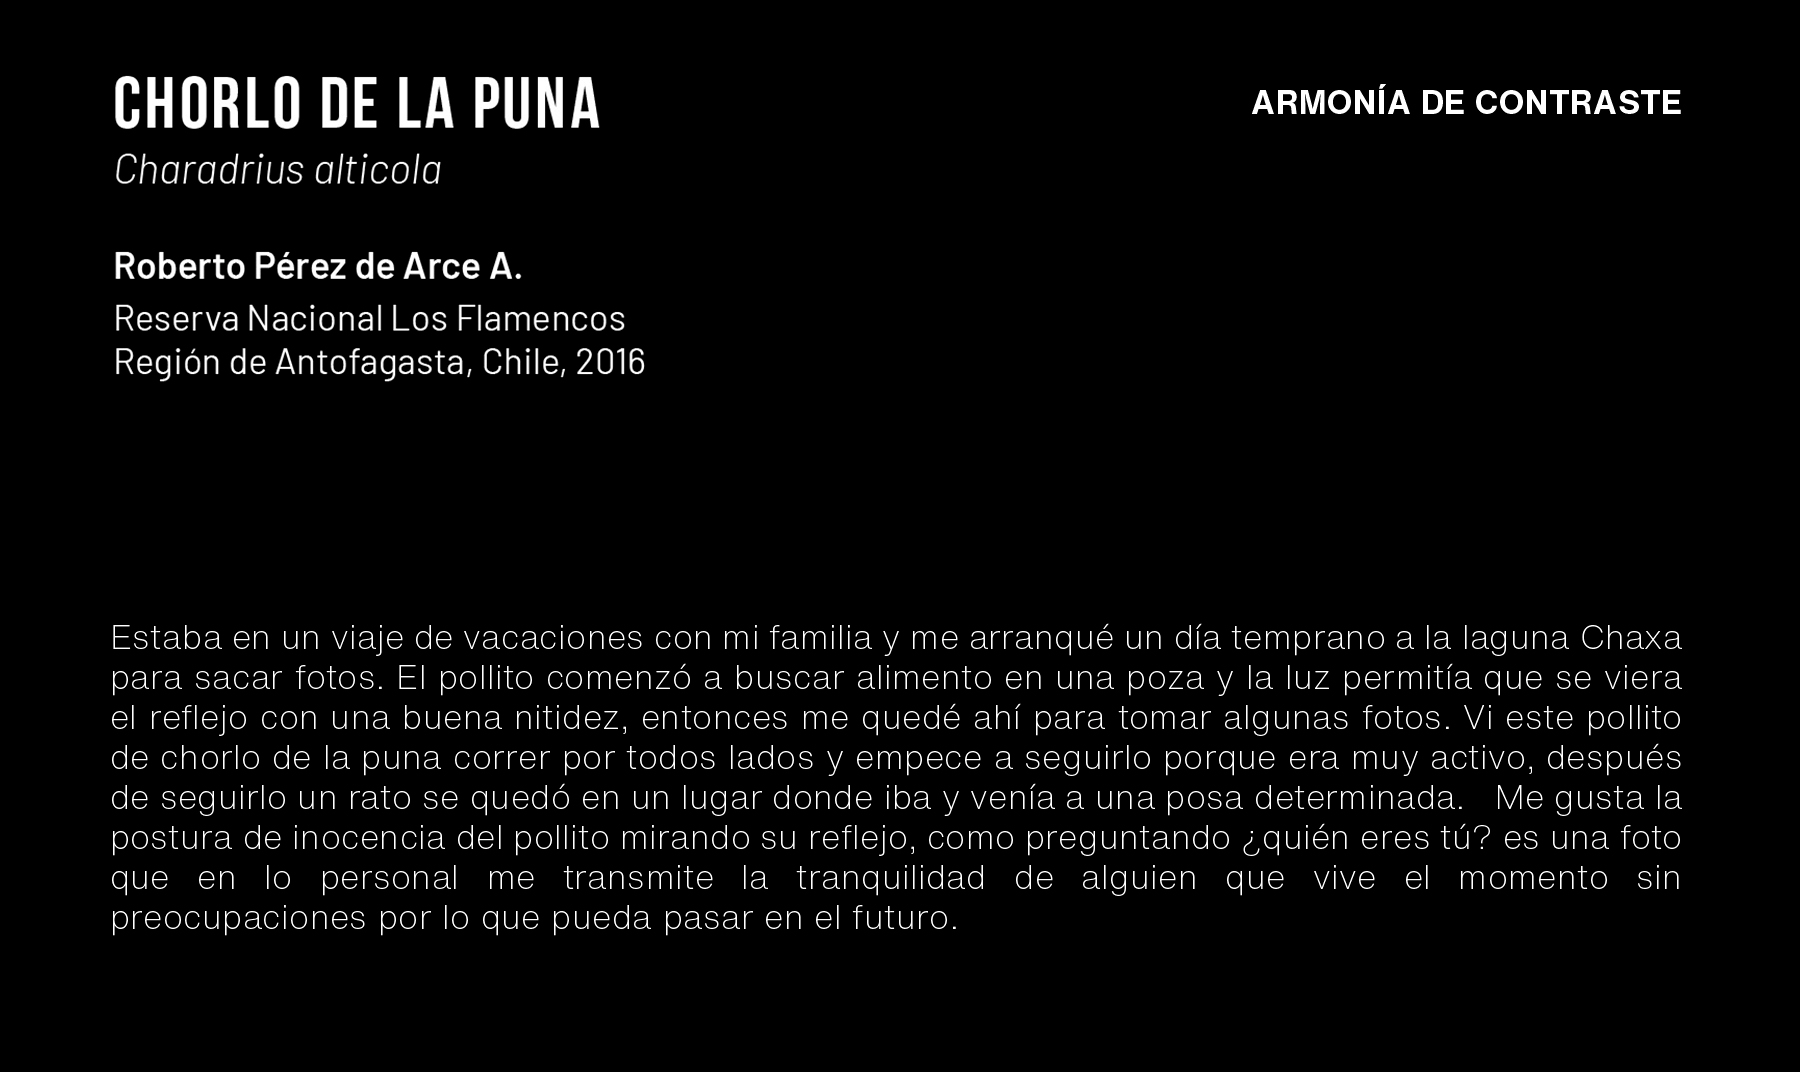 CHORLO DE LA PUNA
ARMONÍA DE CONTRASTE
Charadrius alticola
Roberto Pérez de Arce A.
Reserva Nacional Los Flamencos
Región de Antofagasta, Chile, 2016
Estaba en un viaje de vacaciones con mi familia y me arranqué un día temprano a la laguna Chaxa
para sacar fotos. El pollito comenzó a buscar alimento en una poza y la luz permitía que se viera
el reflejo con una buena nitidez, entonces me quedé ahí para tomar algunas fotos. Vi este pollito
de chorlo de la puna correr por todos lados y empece a seguirlo porque era muy activo, después
de seguirlo un rato se quedó en un lugar donde iba y venía a una posa determinada. Me gusta la
postura de inocencia del pollito mirando su reflejo, como preguntando ¿quién eres tú? es una foto
que en lo personal me transmite la tranquilidad de alguien que vive el momento sin
preocupaciones por lo que pueda pasar en el futuro.